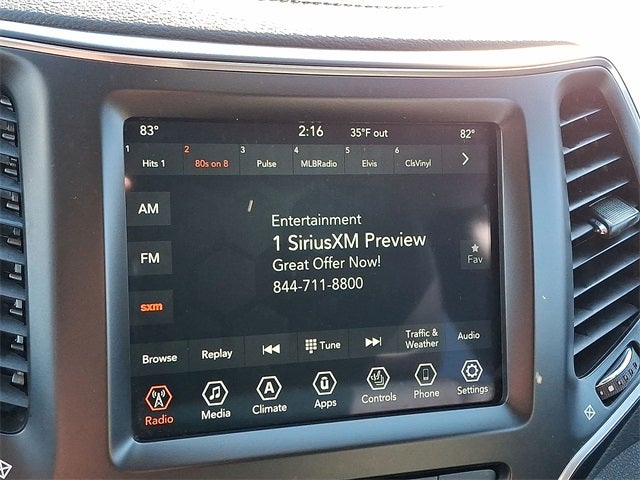 83° 2:16 35°F out 82°
1 2 3 4 5 6
Hits 1 80s on 8 Pulse MLBRadio Elvis ClsVinyl
AM
Entertainment
1 SiriusXM Preview
FM
Great Offer Now!
Fav
844-711-8800
sxm
Browse Replay Tune Traffic &
Weather Audio
Radio Media Climate Apps Controls Phone Settings